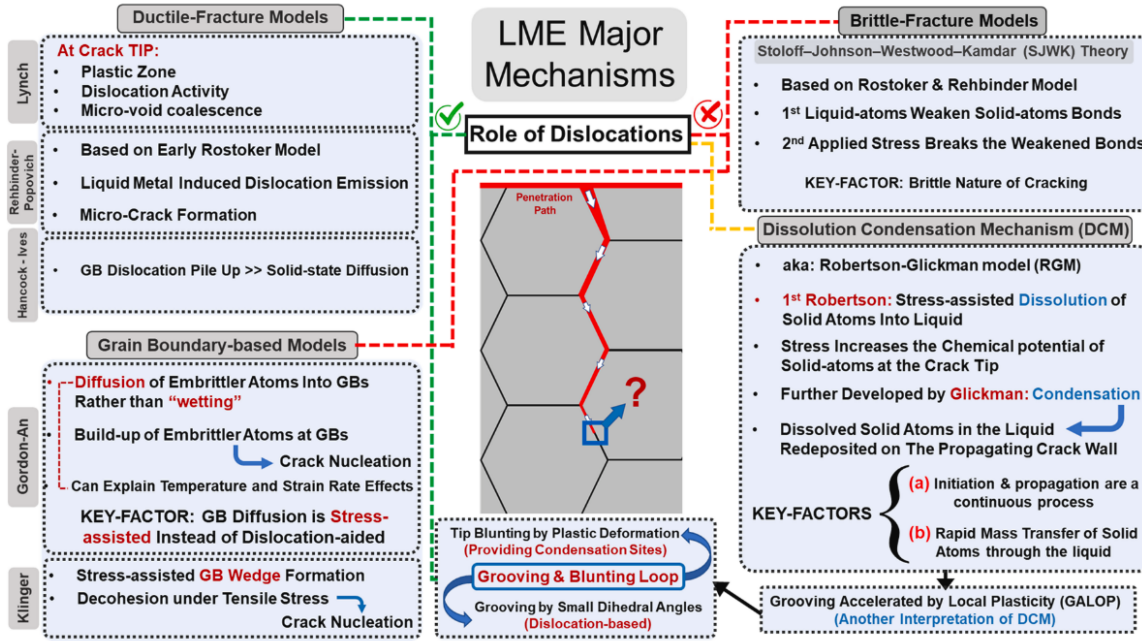 LME Major
Mechanisms
Role of Dislocations
Ductile-Fracture Models
Lynch
At Crack TIP:
• Plastic Zone
• Dislocation Activity
• Micro-void coalescence
Rehbinder-
Popovich
• Based on Early Rostoker Model
• Liquid Metal Induced Dislocation Emission
• Micro-Crack Formation
Hancock - Ives
• GB Dislocation Pile Up >> Solid-state Diffusion
Grain Boundary-based Models
Gordon-An
• Diffusion of Embrittler Atoms Into GBs
Rather than “wetting”
• Build-up of Embrittler Atoms at GBs
Crack Nucleation
• Can Explain Temperature and Strain Rate Effects
KEY-FACTOR: GB Diffusion is Stress-
assisted Instead of Dislocation-aided
Klinger
• Stress-assisted GB Wedge Formation
• Decohesion under Tensile Stress
Crack Nucleation
Penetration
Path
?
Tip Blunting by Plastic Deformation
(Providing Condensation Sites)
Grooving & Blunting Loop
Grooving by Small Dihedral Angles
(Dislocation-based)
Brittle-Fracture Models
Stoloff–Johnson–Westwood–Kamdar (SJWK) Theory
• Based on Rostoker & Rehbinder Model
• 1st Liquid-atoms Weaken Solid-atoms Bonds
• 2nd Applied Stress Breaks the Weakened Bonds
KEY-FACTOR: Brittle Nature of Cracking
Dissolution Condensation Mechanism (DCM)
• aka: Robertson-Glickman model (RGM)
• 1st Robertson: Stress-assisted Dissolution of
Solid Atoms Into Liquid
• Stress Increases the Chemical potential of
Solid-atoms at the Crack Tip
• Further Developed by Glickman: Condensation
• Dissolved Solid Atoms in the Liquid
Redeposited on The Propagating Crack Wall
KEY-FACTORS
(a) Initiation & propagation are a
continuous process
(b) Rapid Mass Transfer of Solid
Atoms through the liquid
Grooving Accelerated by Local Plasticity (GALOP)
(Another Interpretation of DCM)